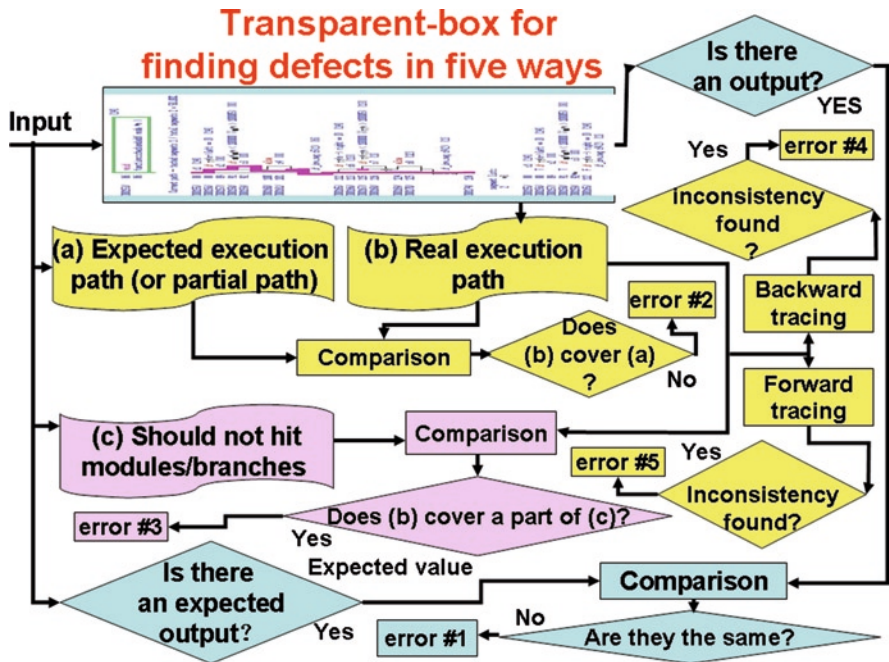 Transparent-box for
finding defects in five ways
Is there
an output?
YES
Input
Yes
error #4
inconsistency
found
?
(a) Expected execution
path (or partial path)
(b) Real execution
path
error #2
Backward
tracing
Does
(b) cover (a)
?
Comparison
No
Forward
tracing
(c) Should not hit
modules/branches
Comparison
Yes
error #5
Inconsistency
found?
Does (b) cover a part of (c)?
error #3
Yes
Expected value
Is there
an expected
output?
Yes
Comparison
No
error #1
Are they the same?